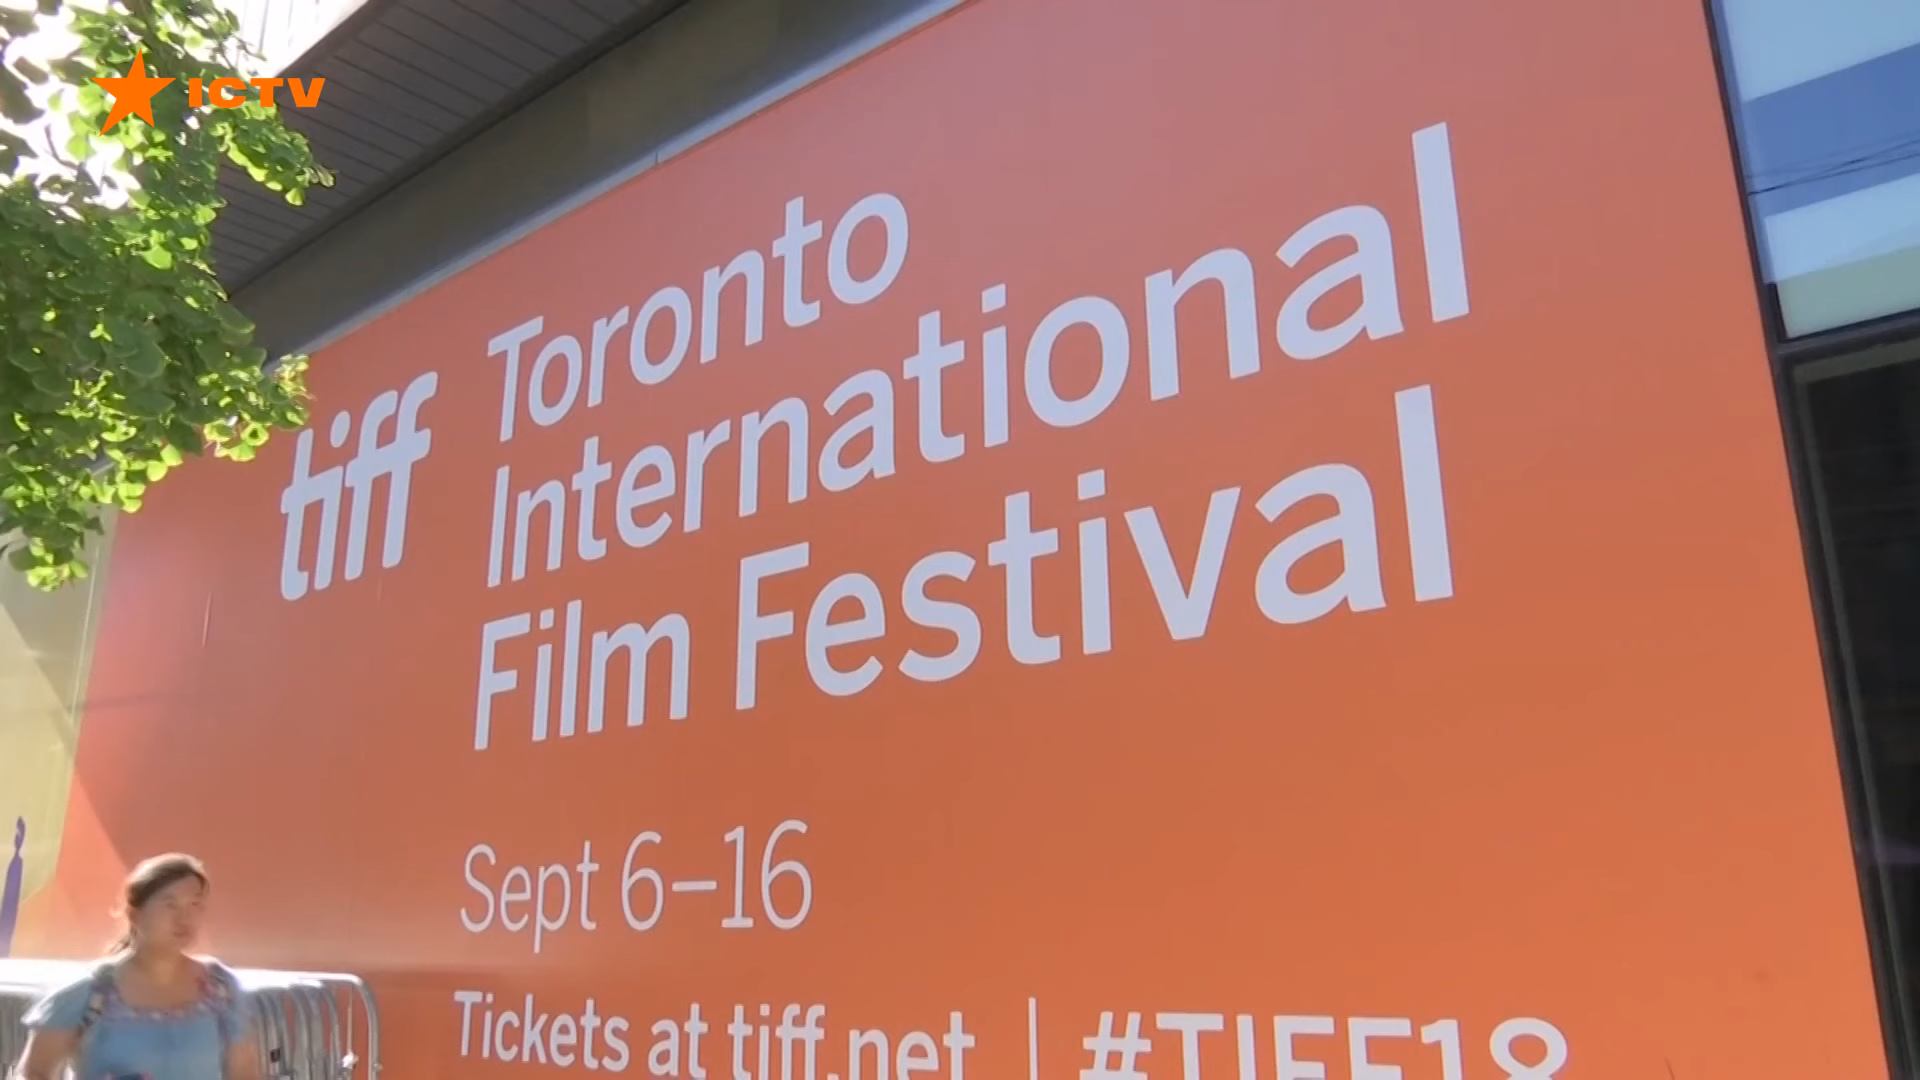 ICTV
tiff
Toronto
International
Film Festival
Sept 6–16
Tickets at tiff.net | #TIFF18